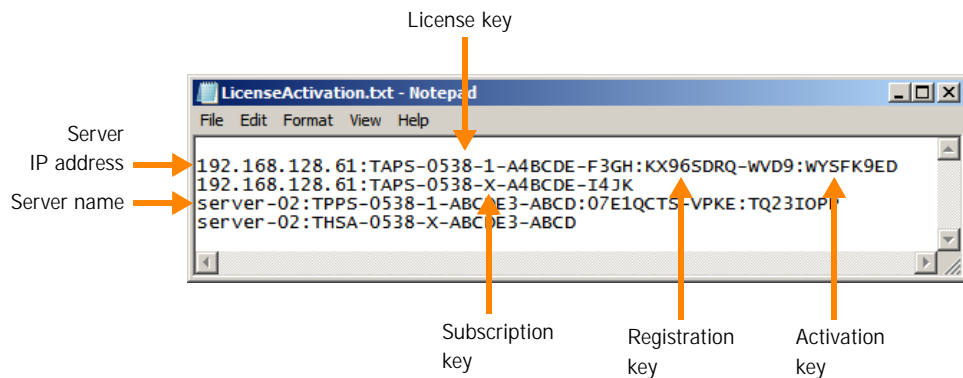 License key
LicenseActivation.txt - Notepad
File Edit Format View Help
Server
IP address
192.168.128.61:TAPS-0538-1-A4BCDE-F3GH:KX96SDRQ-WVD9:WYSFK9ED
192.168.128.61:TAPS-0538-X-A4BCDE-I4JK
Server name
server-02:TPPS-0538-1-ABCDE3-ABCD:07E1QCTS-VPKE:TQ23IOPP
server-02:THSA-0538-X-ABCDE3-ABCD
Subscription
key
Registration
key
Activation
key